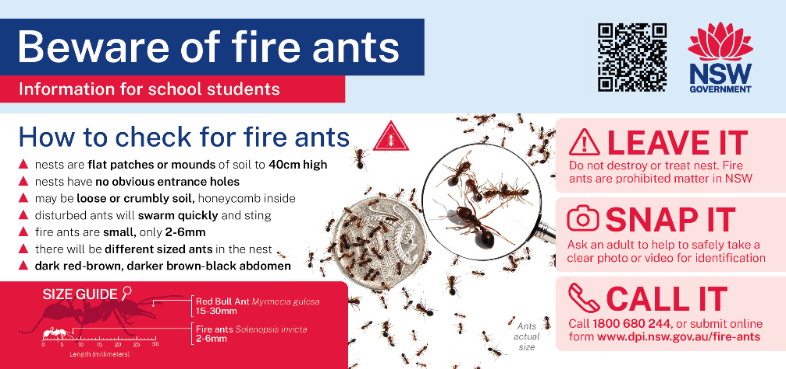 Beware of fire ants
Information for school students
NSW
GOVERNMENT
How to check for fire ants
nests are flat patches or mounds of soil to 40cm high
nests have no obvious entrance holes
may be loose or crumbly soil, honeycomb inside
disturbed ants will swarm quickly and sting
fire ants are small, only 2-6mm
there will be different sized ants in the nest
dark red-brown, darker brown-black abdomen
SIZE GUIDE
Red Bull Ant Myrmecia gulosa
15-30mm
Fire ants Solenopsis invicta
2-6mm
0 5 10 15 20 25 30
Length (millimeters)
Ants
actual
size
LEAVE IT
Do not destroy or treat nest. Fire
ants are prohibited matter in NSW
SNAP IT
Ask an adult to help to safely take a
clear photo or video for identification
CALL IT
Call 1800 680 244, or submit online
form www.dpi.nsw.gov.au/fire-ants